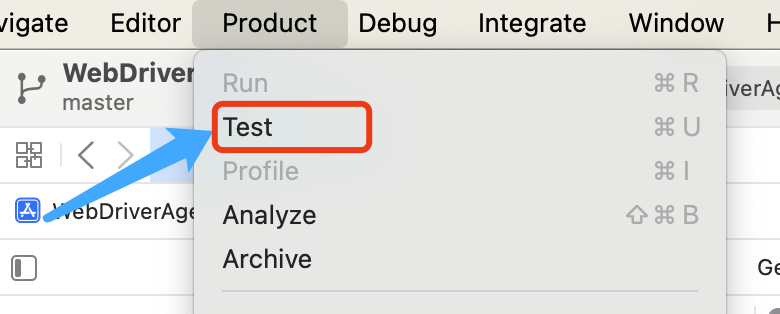 vigate Editor Product Debug Integrate Window H
WebDriver
master
Run ⌘ R
iverAg
Test ⌘ U
Profile ⌘ I
WebDriverAge
Analyze ⇧ ⌘ B
Archive
Ge